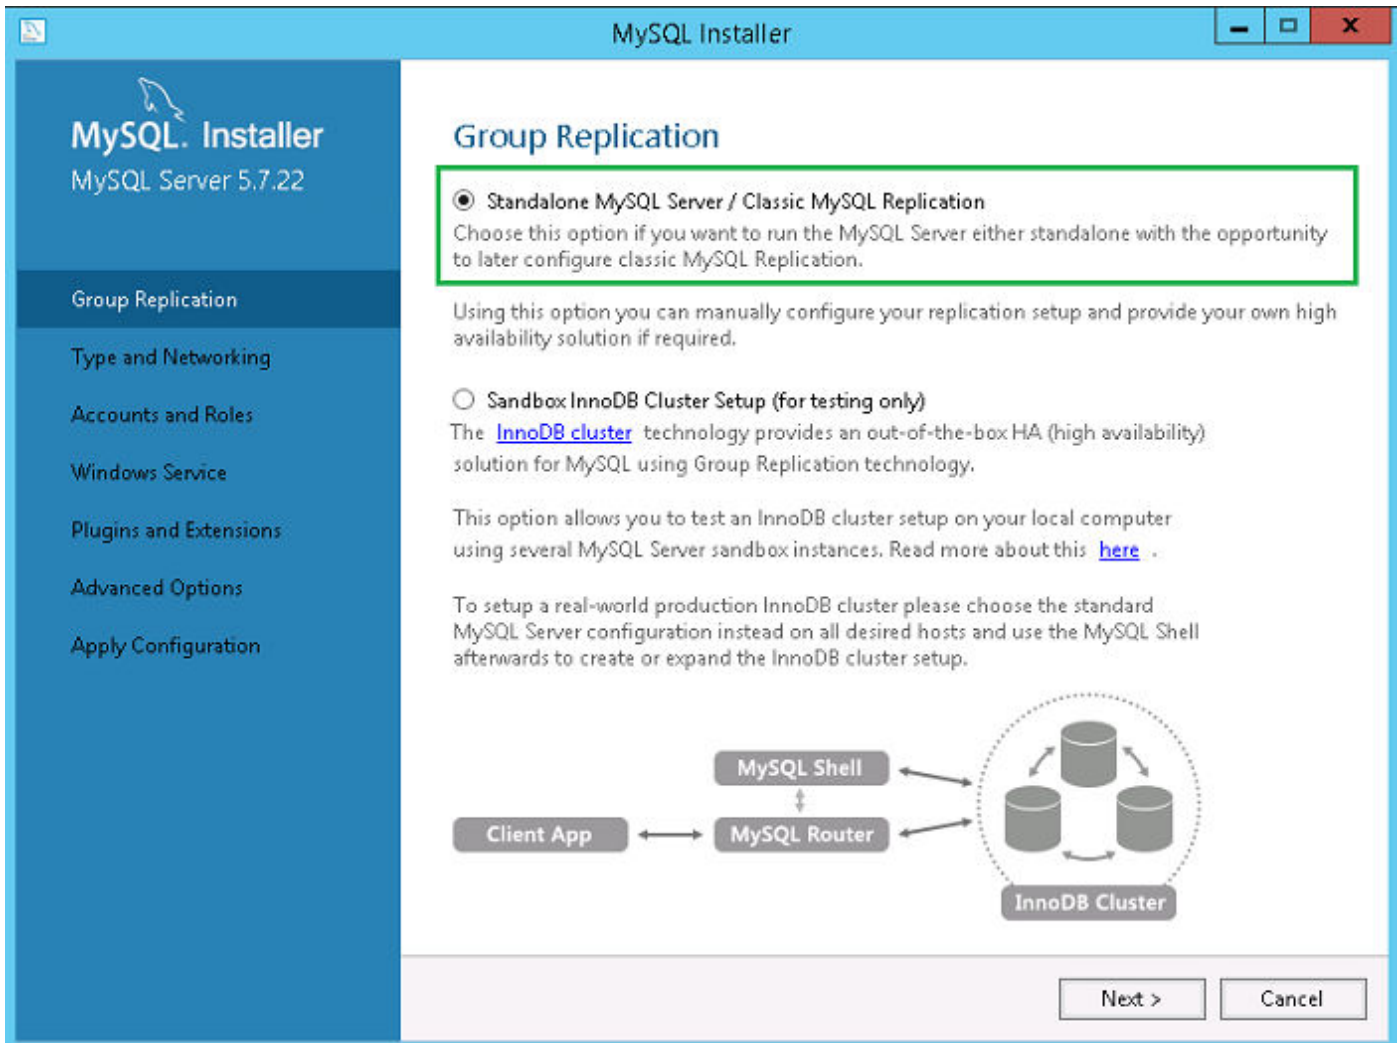 MySQL Installer
MySQL. Installer
MySQL Server 5.7.22
Group Replication
Type and Networking
Accounts and Roles
Windows Service
Plugins and Extensions
Advanced Options
Apply Configuration
Group Replication
Standalone MySQL Server / Classic MySQL Replication
Choose this option if you want to run the MySQL Server either standalone with the opportunity
to later configure classic MySQL Replication.
Using this option you can manually configure your replication setup and provide your own high
availability solution if required.
Sandbox InnoDB Cluster Setup (for testing only)
The InnoDB cluster technology provides an out-of-the-box HA (high availability)
solution for MySQL using Group Replication technology.
This option allows you to test an InnoDB cluster setup on your local computer
using several MySQL Server sandbox instances. Read more about this here .
To setup a real-world production InnoDB cluster please choose the standard
MySQL Server configuration instead on all desired hosts and use the MySQL Shell
afterwards to create or expand the InnoDB cluster setup.
MySQL Shell
Client App
MySQL Router
InnoDB Cluster
Next >
Cancel